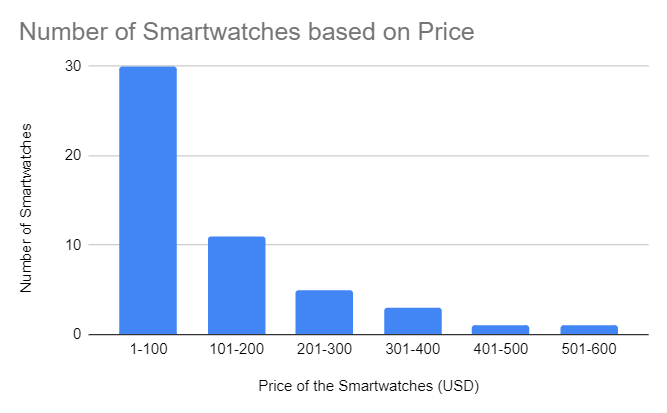 Number of Smartwatches based on Price
Number of Smartwatches
30
20
10
0
1-100 101-200 201-300 301-400 401-500 501-600
Price of the Smartwatches (USD)